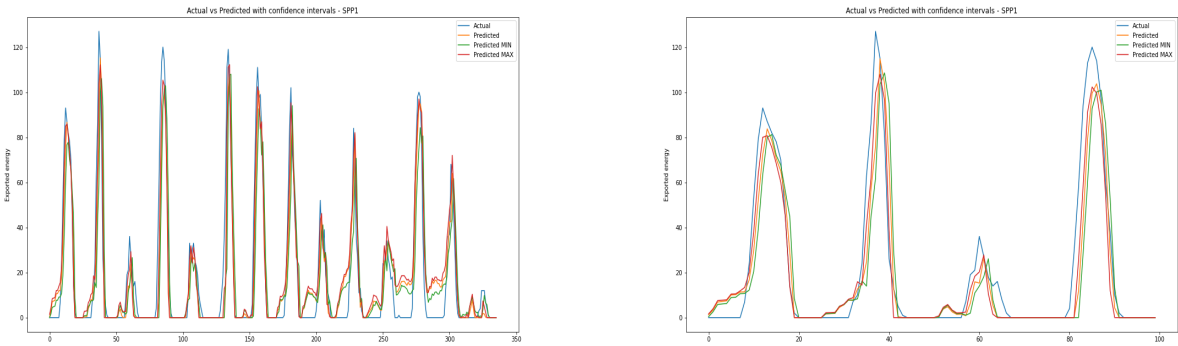 Actual vs Predicted with confidence intervals - SPP1
Exported energy
120
100
80
60
40
20
0
0
50
100
150
200
250
300
350
Actual
Predicted
Predicted MIN
Predicted MAX
Actual vs Predicted with confidence intervals - SPP1
Exported energy
120
100
80
60
40
20
0
0
20
40
60
80
100
Actual
Predicted
Predicted MIN
Predicted MAX